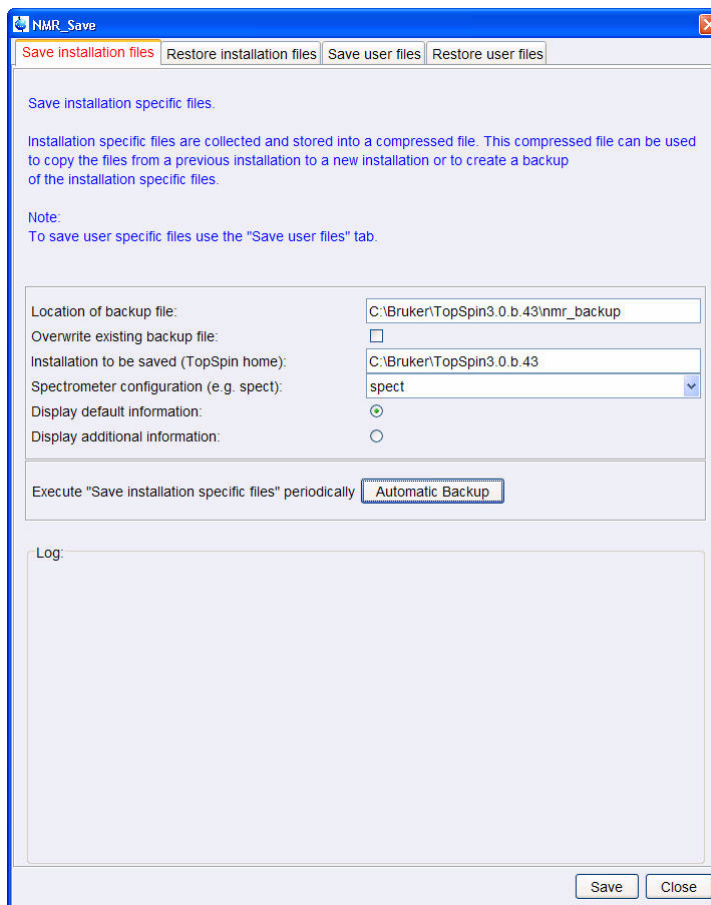 NMR_Save
Save installation files Restore installation files Save user files Restore user files
Save installation specific files.
Installation specific files are collected and stored into a compressed file. This compressed file can be used
to copy the files from a previous installation to a new installation or to create a backup
of the installation specific files.
Note:
To save user specific files use the "Save user files" tab.
Location of backup file: C:\Bruker\TopSpin3.0.b.43\nmr_backup
Overwrite existing backup file:
Installation to be saved (TopSpin home): C:\Bruker\TopSpin3.0.b.43
Spectrometer configuration (e.g. spect): spect
Display default information:
Display additional information:
Execute "Save installation specific files" periodically Automatic Backup
Log:
Save Close